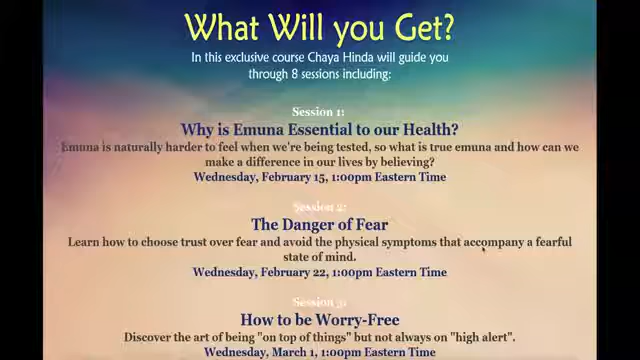 What Will you Get?
In this exclusive course Chaya Hinda will guide you
through 8 sessions including:
Session 1:
Why is Emuna Essential to our Health?
Emuna is naturally harder to feel when we're being tested, so what is true emuna and how can we
make a difference in our lives by believing?
Wednesday, February 15, 1:00pm Eastern Time
Session 2:
The Danger of Fear
Learn how to choose trust over fear and avoid the physical symptoms that accompany a fearful
state of mind.
Wednesday, February 22, 1:00pm Eastern Time
Session 3:
How to be Worry-Free
Discover the art of being "on top of things" but not always on "high alert".
Wednesday, March 1, 1:00pm Eastern Time